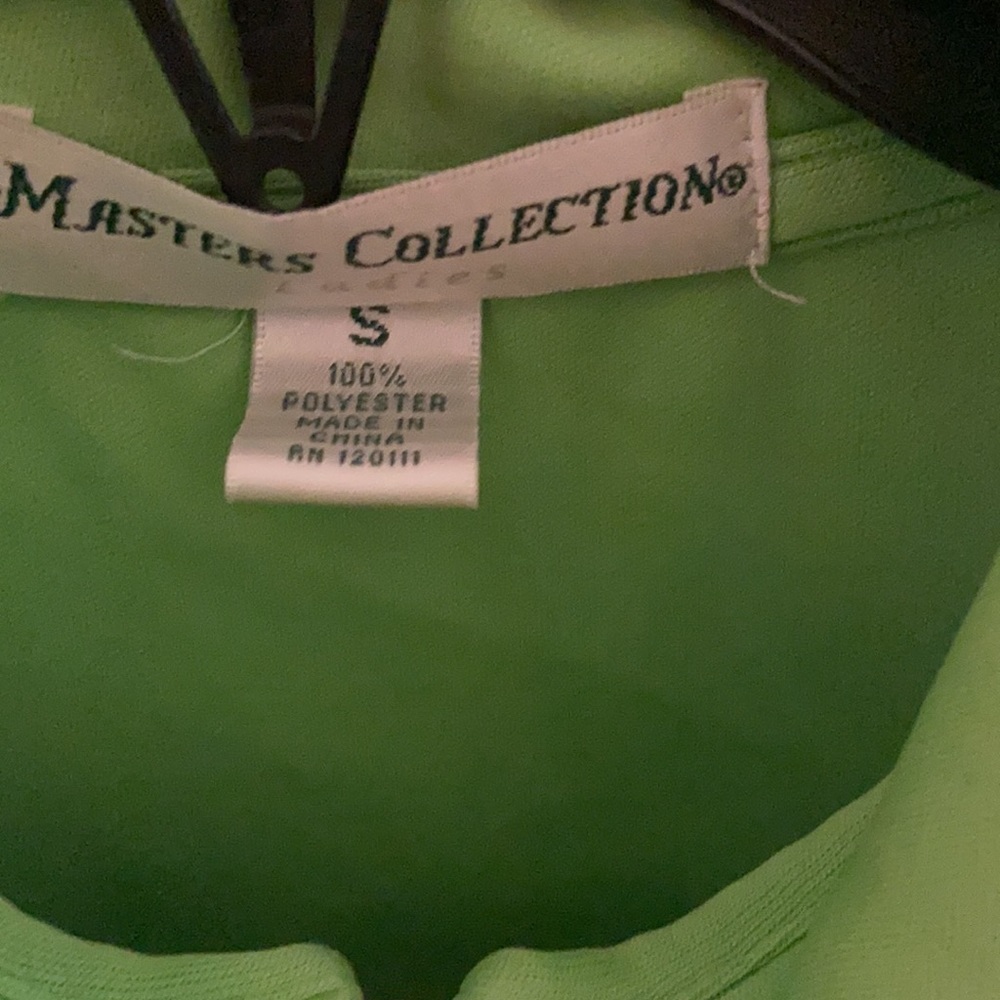 MASTERS COLLECTION®
Ladies
S
100%
POLYESTER
MADE IN
CHINA
RN 120111